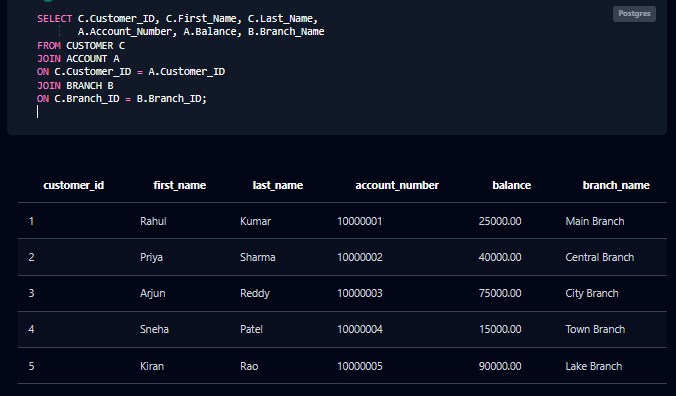 Postgres
SELECT C.Customer_ID, C.First_Name, C.Last_Name,
A.Account_Number, A.Balance, B.Branch_Name
FROM CUSTOMER C
JOIN ACCOUNT A
ON C.Customer_ID = A.Customer_ID
JOIN BRANCH B
ON C.Branch_ID = B.Branch_ID;
customer_id first_name last_name account_number balance branch_name
1 Rahul Kumar 10000001 25000.00 Main Branch
2 Priya Sharma 10000002 40000.00 Central Branch
3 Arjun Reddy 10000003 75000.00 City Branch
4 Sneha Patel 10000004 15000.00 Town Branch
5 Kiran Rao 10000005 90000.00 Lake Branch